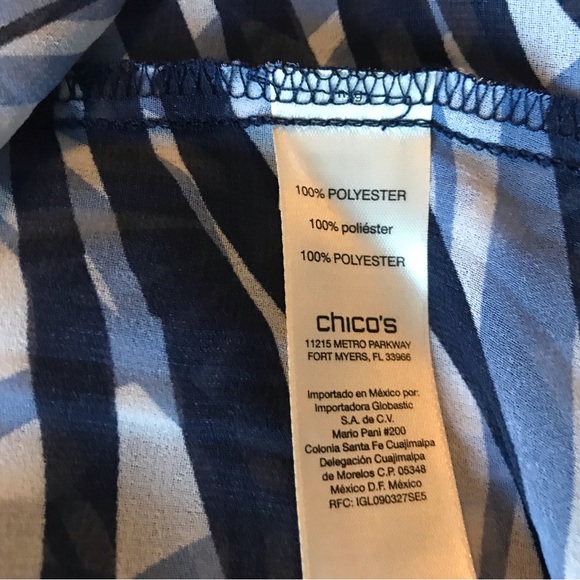 100% POLYESTER
100% poliéster
100% POLYESTER
chico's
11215 METRO PARKWAY
FORT MYERS, FL 33966
Importado en México por:
Importadora Globastic
S.A. de C.V.
Mario Pani #200
Colonia Santa Fe Cuajimalpa
Delegación Cuajimalpa
de Morelos C.P. 05348
México D.F. México
RFC: IGL090327SE5